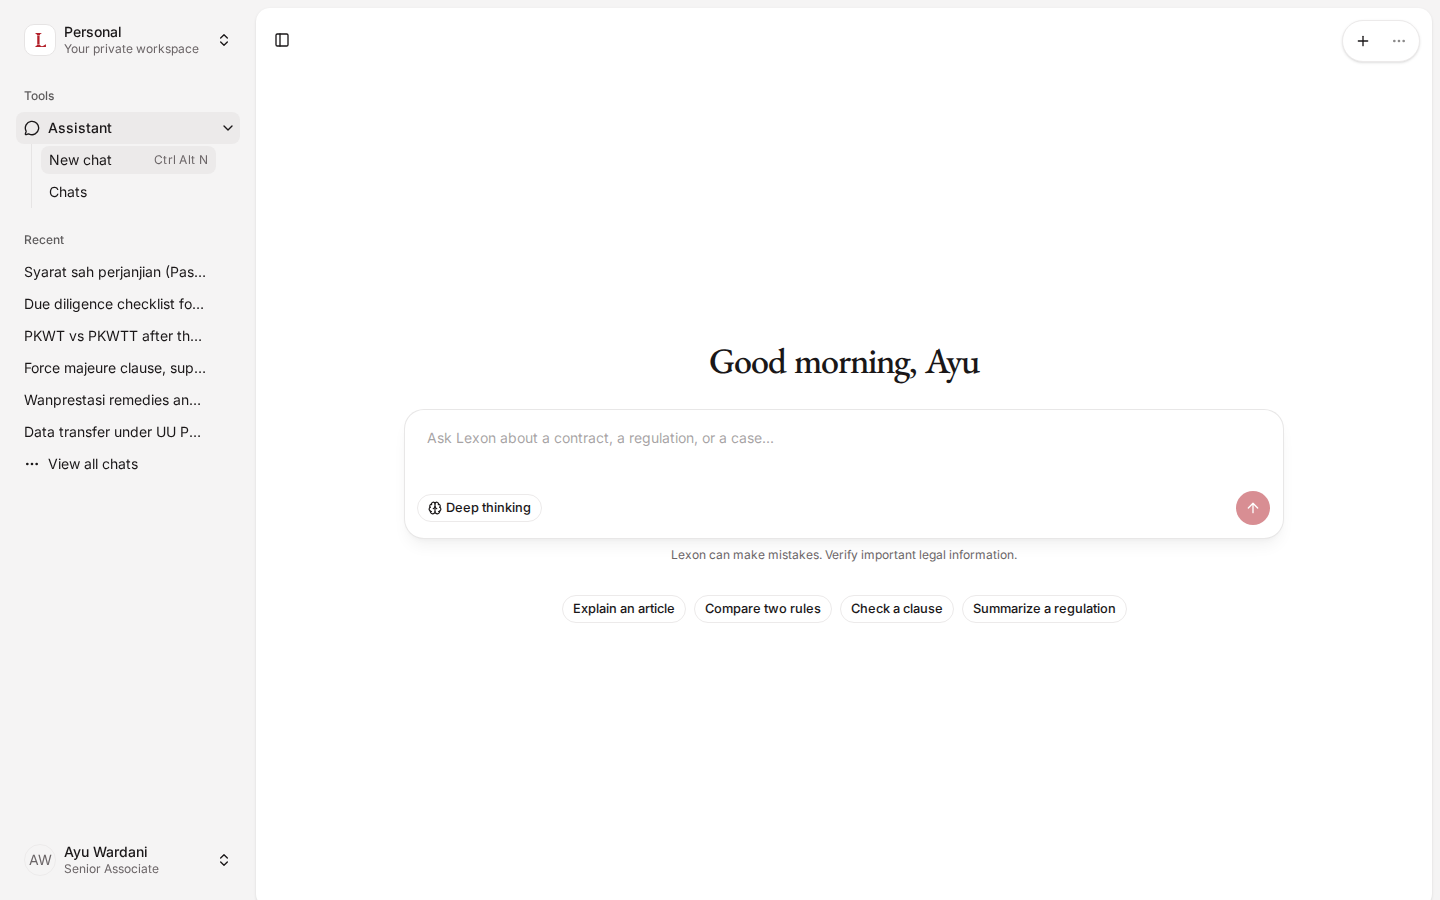 L
Personal
Your private workspace
Tools
Assistant
New chat
Ctrl Alt N
Chats
Recent
Syarat sah perjanjian (Pas...
Due diligence checklist fo...
PKWT vs PKWTT after th...
Force majeure clause, sup...
Wanprestasi remedies an...
Data transfer under UU P...
View all chats
AW
Ayu Wardani
Senior Associate
Good morning, Ayu
Ask Lexon about a contract, a regulation, or a case...
Deep thinking
Lexon can make mistakes. Verify important legal information.
Explain an article
Compare two rules
Check a clause
Summarize a regulation